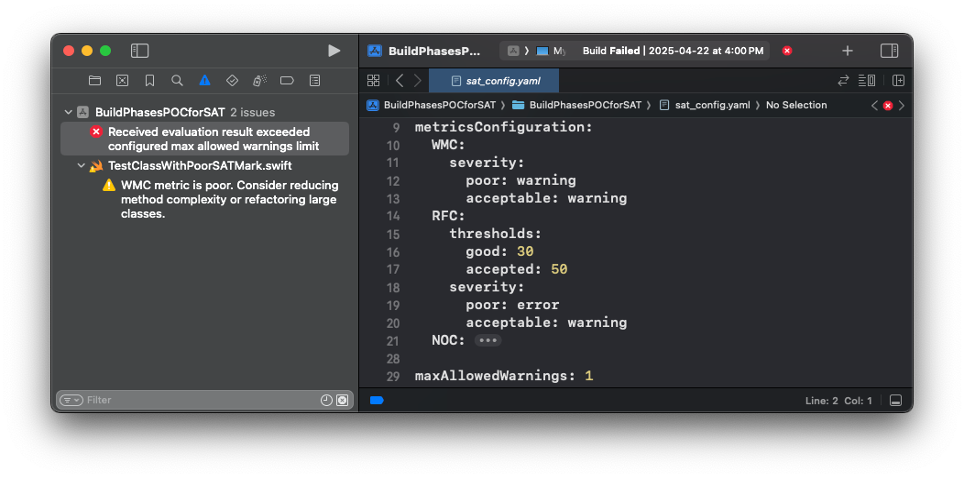 BuildPhasesP...
My
Build Failed | 2025-04-22 at 4:00 PM
sat_config.yaml
BuildPhasesPOCforSAT 2 issues
Received evaluation result exceeded
configured max allowed warnings limit
TestClassWithPoorSATMark.swift
WMC metric is poor. Consider reducing
method complexity or refactoring large
classes.
Filter
BuildPhasesPOCforSAT 〉 BuildPhasesPOCforSAT 〉 sat_config.yaml 〉 No Selection
9 metricsConfiguration:
10 WMC:
11 severity:
12 poor: warning
13 acceptable: warning
14 RFC:
15 thresholds:
16 good: 30
17 accepted: 50
18 severity:
19 poor: error
20 acceptable: warning
21 NOC: •••
28
29 maxAllowedWarnings: 1
Line: 2 Col: 1